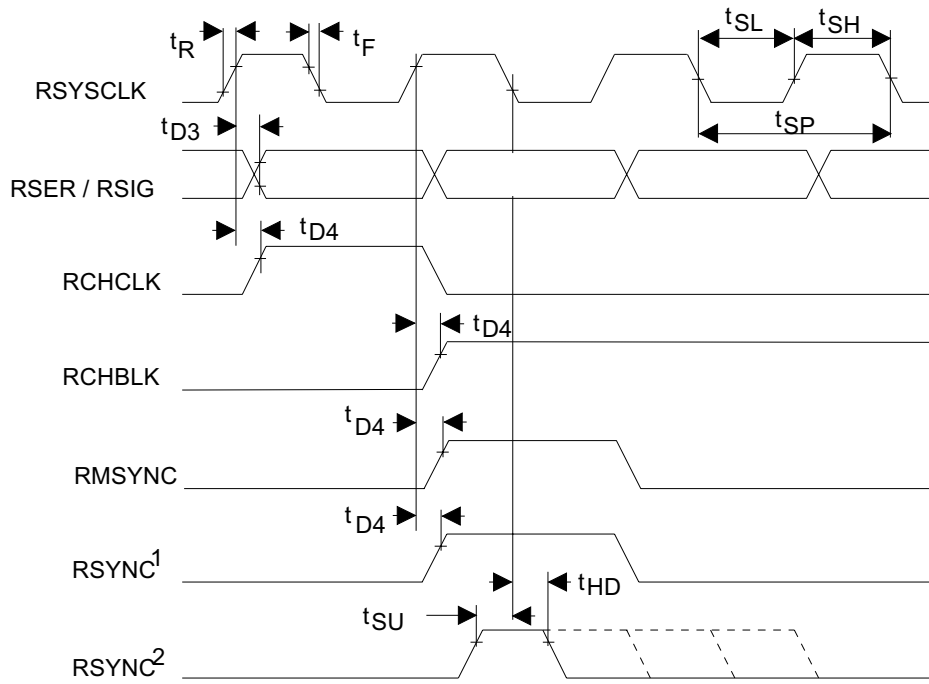 tR
tF
tSL
tSH
RSYSCLK
tD3
tSP
RSER / RSIG
tD4
RCHCLK
tD4
RCHBLK
tD4
RMSYNC
tD4
RSYNC1
tHD
tSU
RSYNC2